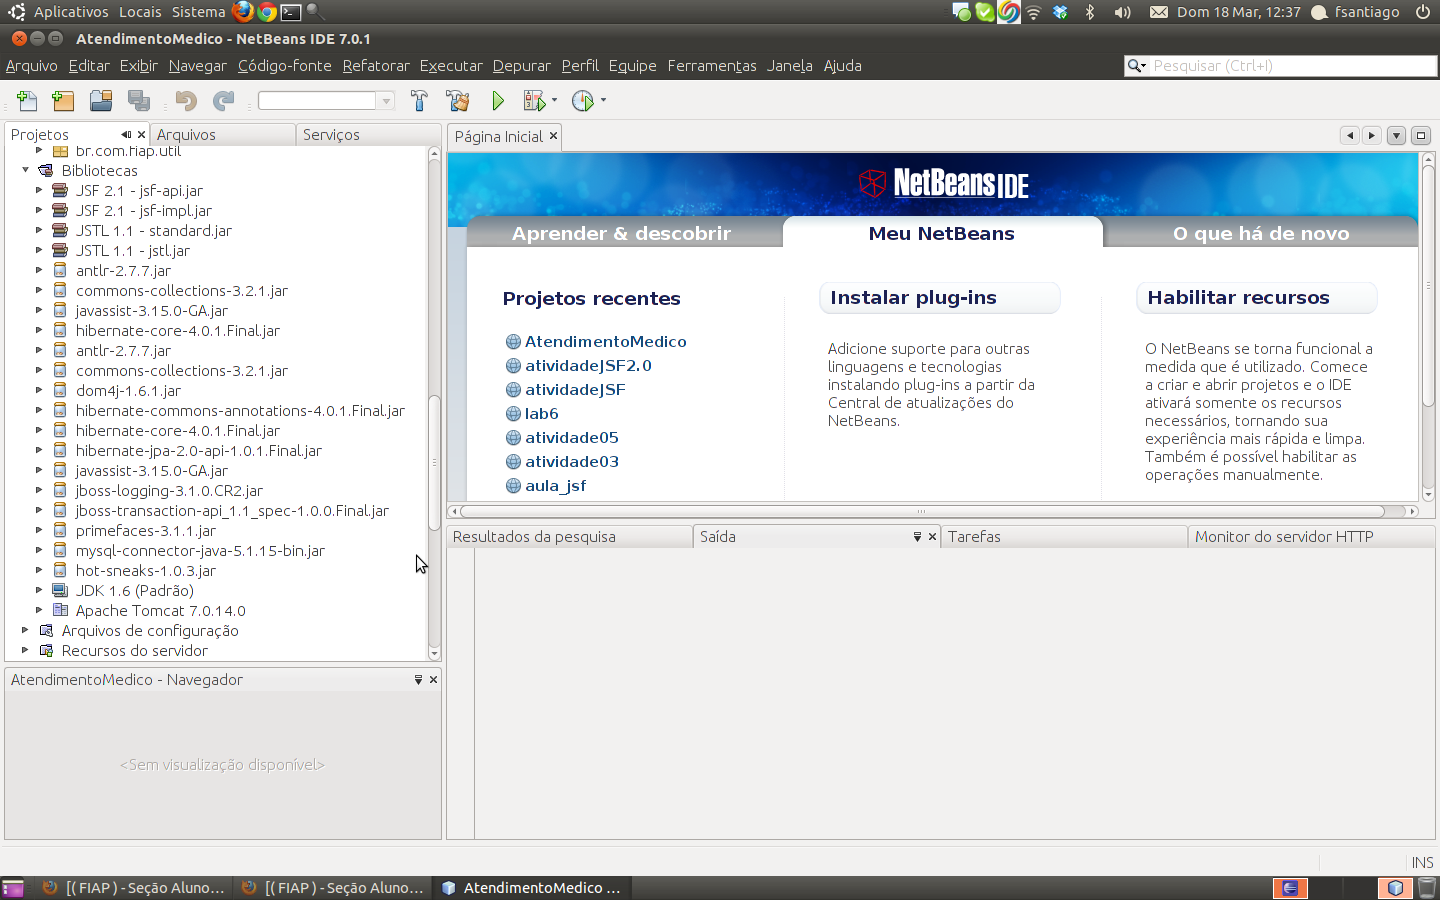 Aplicativos Locais Sistema
Dom 18 Mar, 12:37 fsantiago
AtendimentoMedico - NetBeans IDE 7.0.1
Arquivo Editar Exibir Navegar Código-fonte Refatorar Executar Depurar Perfil Equipe Ferramentas Janela Ajuda
Pesquisar (Ctrl+I)
Projetos
Arquivos
Serviços
br.com.fiap.util
Bibliotecas
JSF 2.1 - jsf-api.jar
JSF 2.1 - jsf-impl.jar
JSTL 1.1 - standard.jar
JSTL 1.1 - jstl.jar
antlr-2.7.7.jar
commons-collections-3.2.1.jar
javassist-3.15.0-GA.jar
hibernate-core-4.0.1.Final.jar
antlr-2.7.7.jar
commons-collections-3.2.1.jar
dom4j-1.6.1.jar
hibernate-commons-annotations-4.0.1.Final.jar
hibernate-core-4.0.1.Final.jar
hibernate-jpa-2.0-api-1.0.1.Final.jar
javassist-3.15.0-GA.jar
jboss-logging-3.1.0.CR2.jar
jboss-transaction-api_1.1_spec-1.0.0.Final.jar
primefaces-3.1.1.jar
mysql-connector-java-5.1.15-bin.jar
hot-sneaks-1.0.3.jar
JDK 1.6 (Padrão)
Apache Tomcat 7.0.14.0
Arquivos de configuração
Recursos do servidor
AtendimentoMedico - Navegador
<Sem visualização disponível>
Página Inicial
NetBeans IDE
Aprender & descobrir
Meu NetBeans
O que há de novo
Projetos recentes
AtendimentoMedico
atividadeJSF2.0
atividadeJSF
lab6
atividade05
atividade03
aula_jsf
Instalar plug-ins
Adicione suporte para outras
linguagens e tecnologias
instalando plug-ins a partir da
Central de atualizações do
NetBeans.
Habilitar recursos
O NetBeans se torna funcional a
medida que é utilizado. Comece
a criar e abrir projetos e o IDE
ativará somente os recursos
necessários, tornando sua
experiência mais rápida e limpa.
Também é possível habilitar as
operações manualmente.
Resultados da pesquisa
Saída
Tarefas
Monitor do servidor HTTP
INS
[( FIAP ) - Seção Aluno...
[( FIAP ) - Seção Aluno...
AtendimentoMedico ...